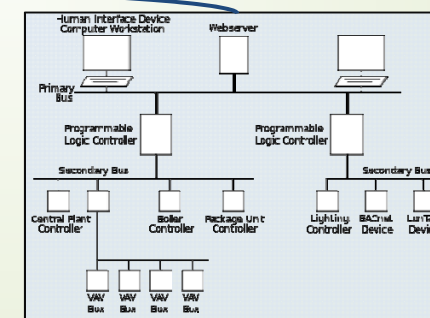 Human Interface Device
Computer Workstation
Webserver
Primary
Bus
Programmable
Logic Controller
Programmable
Logic Controller
Secondary Bus
Secondary Bus
Central Plant
Controller
Boiler
Controller
Package Unit
Controller
Lighting
Controller
BACnet
Device
VAV
Box
VAV
Box
VAV
Box
VAV
Box